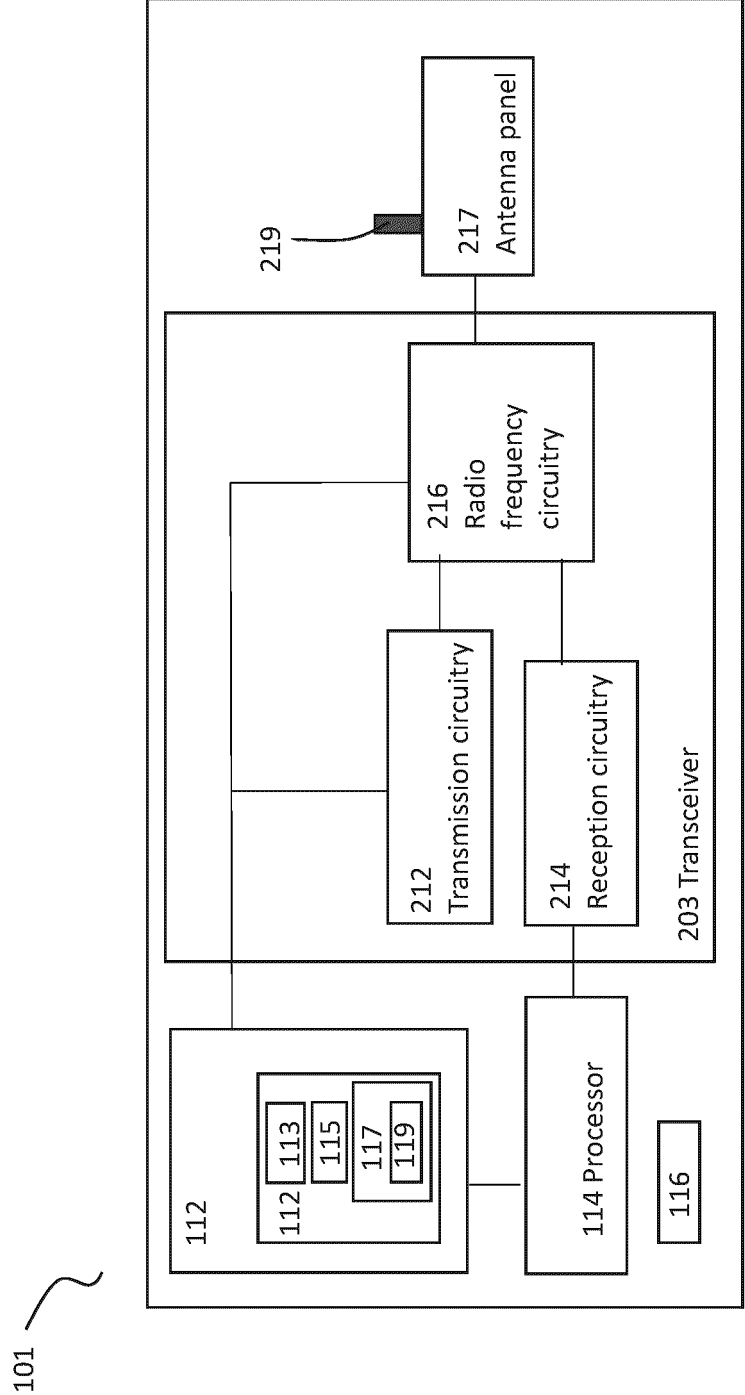 101
112
112
113
115
117
119
114 Processor
116
212
Transmission circuitry
214
Reception circuitry
203 Transceiver
216
Radio
frequency
circuitry
219
217
Antenna panel